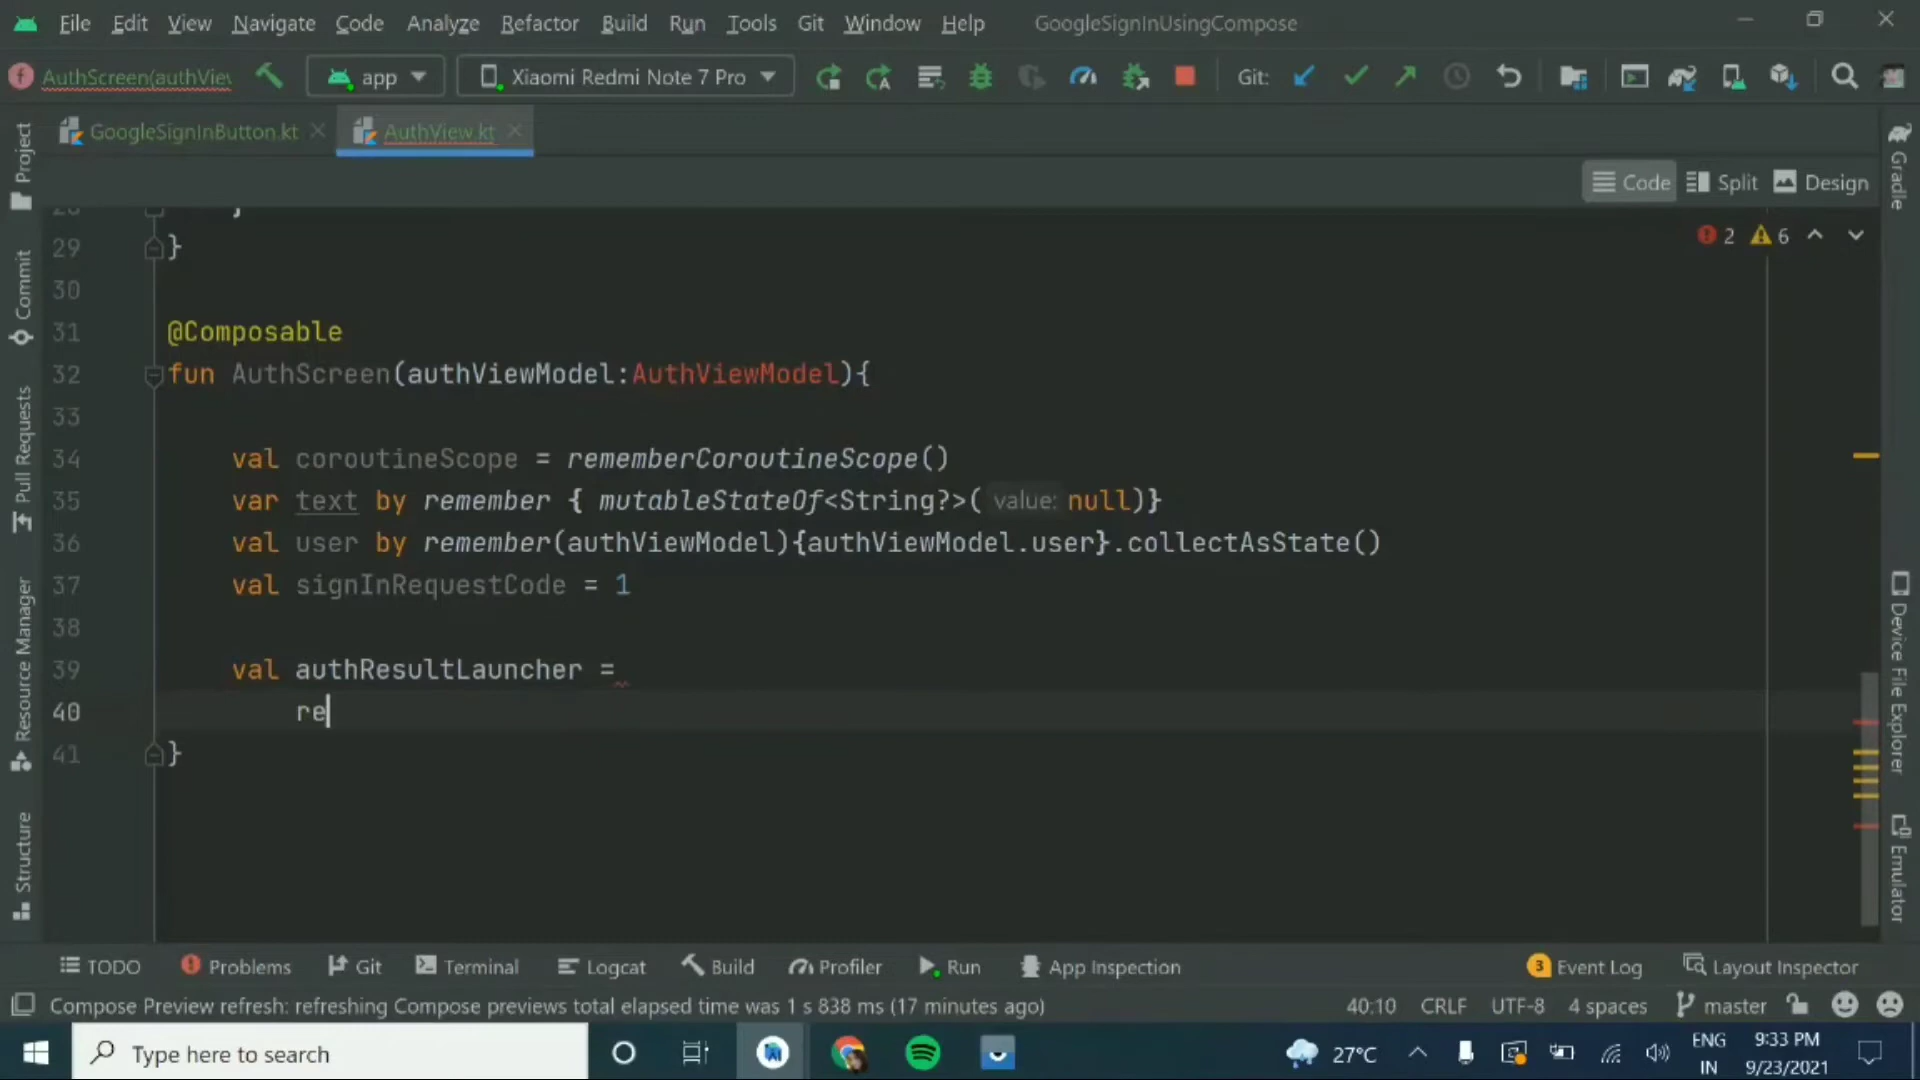 File Edit View Navigate Code Analyze Refactor Build Run Tools Git Window Help GoogleSignInUsingCompose
AuthScreen(authView app Xiaomi Redmi Note 7 Pro Git:
GoogleSignInButton.kt AuthView.kt
Code Split Design
29 }
2 6
30
31 @Composable
32 fun AuthScreen(authViewModel:AuthViewModel){
33
34 val coroutineScope = rememberCoroutineScope()
35 var text by remember { mutableStateOf<String?>( value: null)}
36 val user by remember(authViewModel){authViewModel.user}.collectAsState()
37 val signInRequestCode = 1
38
39 val authResultLauncher =
40 re
41 }
Project
Commit
Pull Requests
Resource Manager
Structure
Gradle
Device File Explorer
Emulator
TODO Problems Git Terminal Logcat Build Profiler Run App Inspection 3 Event Log Layout Inspector
Compose Preview refresh: refreshing Compose previews total elapsed time was 1 s 838 ms (17 minutes ago) 40:10 CRLF UTF-8 4 spaces master
Type here to search 27°C ENG IN 9:33 PM 9/23/2021